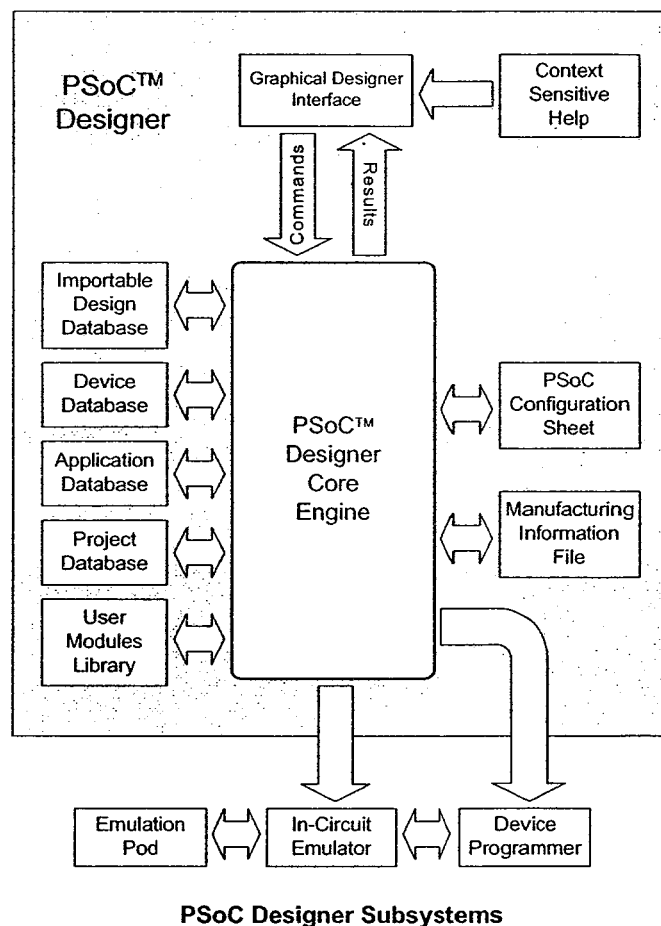 PSoC™
Designer
Graphical Designer
Interface
Context
Sensitive
Help
Commands
Results
Importable
Design
Database
Device
Database
Application
Database
Project
Database
User
Modules
Library
PSoC™
Designer
Core
Engine
PSoC
Configuration
Sheet
Manufacturing
Information
File
Emulation
Pod
In-Circuit
Emulator
Device
Programmer
PSoC Designer Subsystems